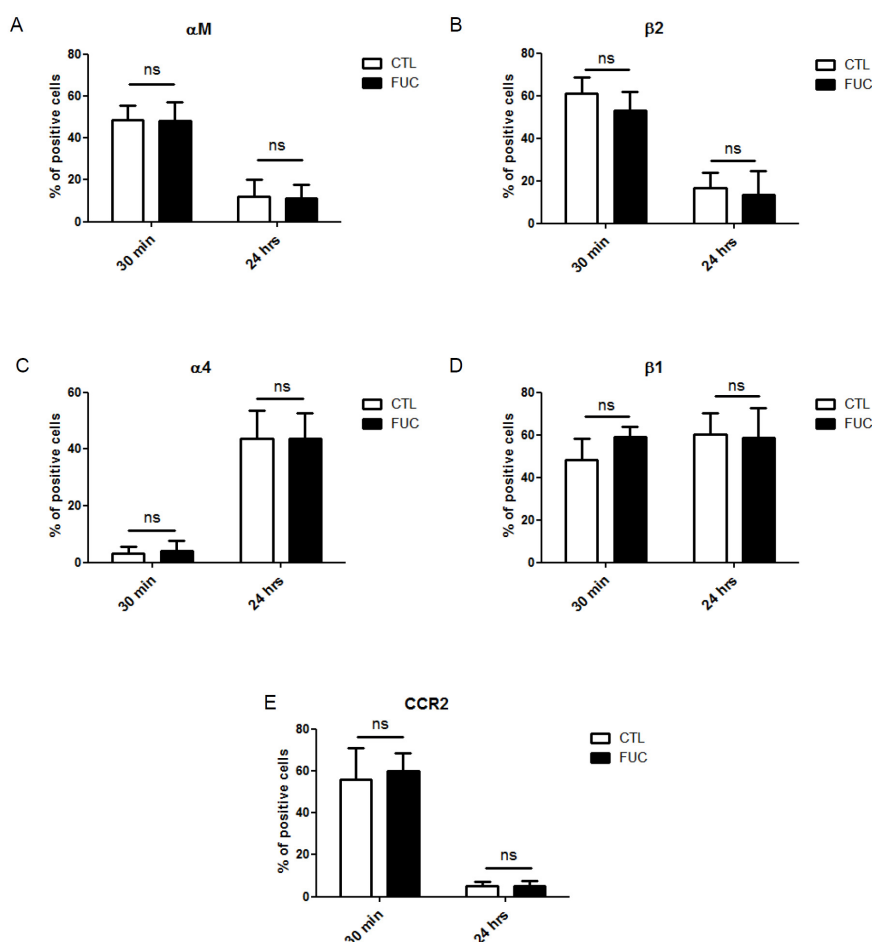 A
αM
% of positive cells
80
60
40
20
0
ns
ns
30 min
24 hrs
CTL
FUC
B
β2
% of positive cells
80
60
40
20
0
ns
ns
30 min
24 hrs
CTL
FUC
C
α4
% of positive cells
60
40
20
0
ns
ns
30 min
24 hrs
CTL
FUC
D
β1
% of positive cells
80
60
40
20
0
ns
ns
30 min
24 hrs
CTL
FUC
E
CCR2
% of positive cells
80
60
40
20
0
ns
ns
30 min
24 hrs
CTL
FUC